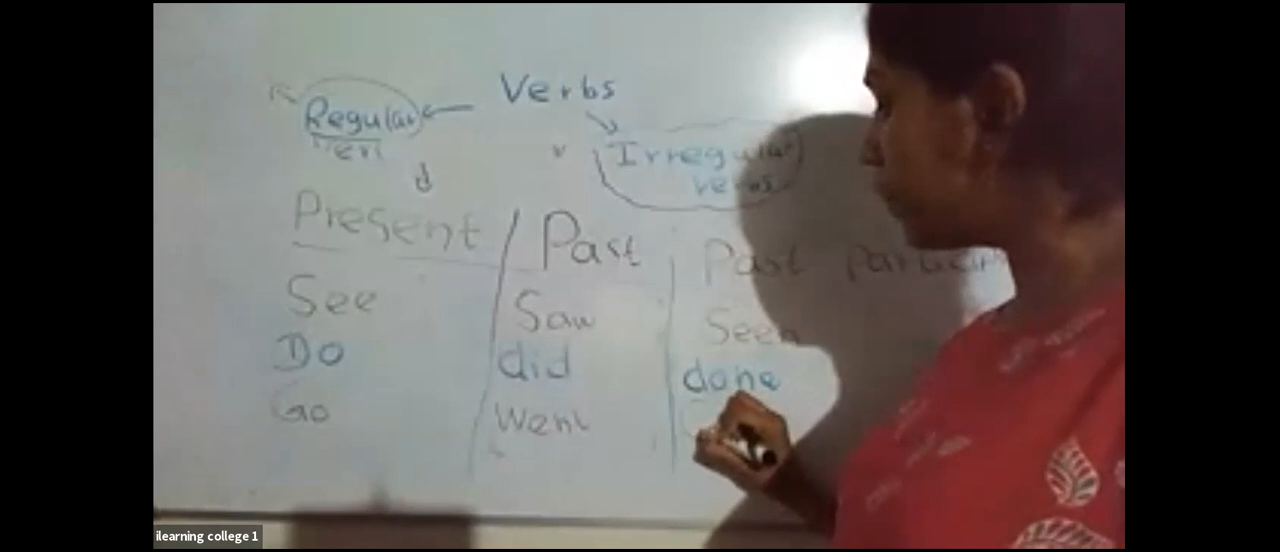 Verbs
Regular
Irregular
verbs
Present / Past Past
See Saw Seen
Do did done
Go Went
ilearning college 1